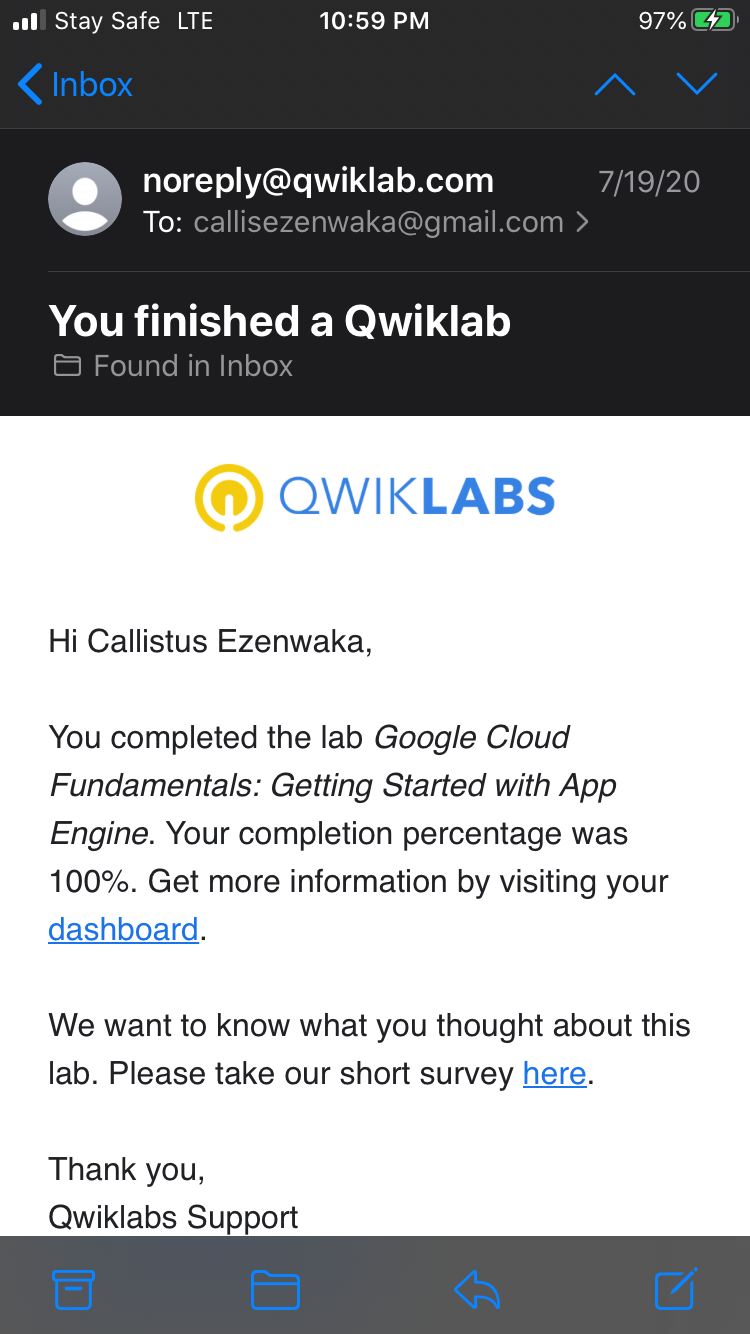 Stay Safe LTE 10:59 PM 97%
Inbox
noreply@qwiklab.com 7/19/20
To: callisezenwaka@gmail.com
You finished a Qwiklab
Found in Inbox
QWIKLABS
Hi Callistus Ezenwaka,
You completed the lab Google Cloud
Fundamentals: Getting Started with App
Engine. Your completion percentage was
100%. Get more information by visiting your
dashboard.
We want to know what you thought about this
lab. Please take our short survey here.
Thank you,
Qwiklabs Support